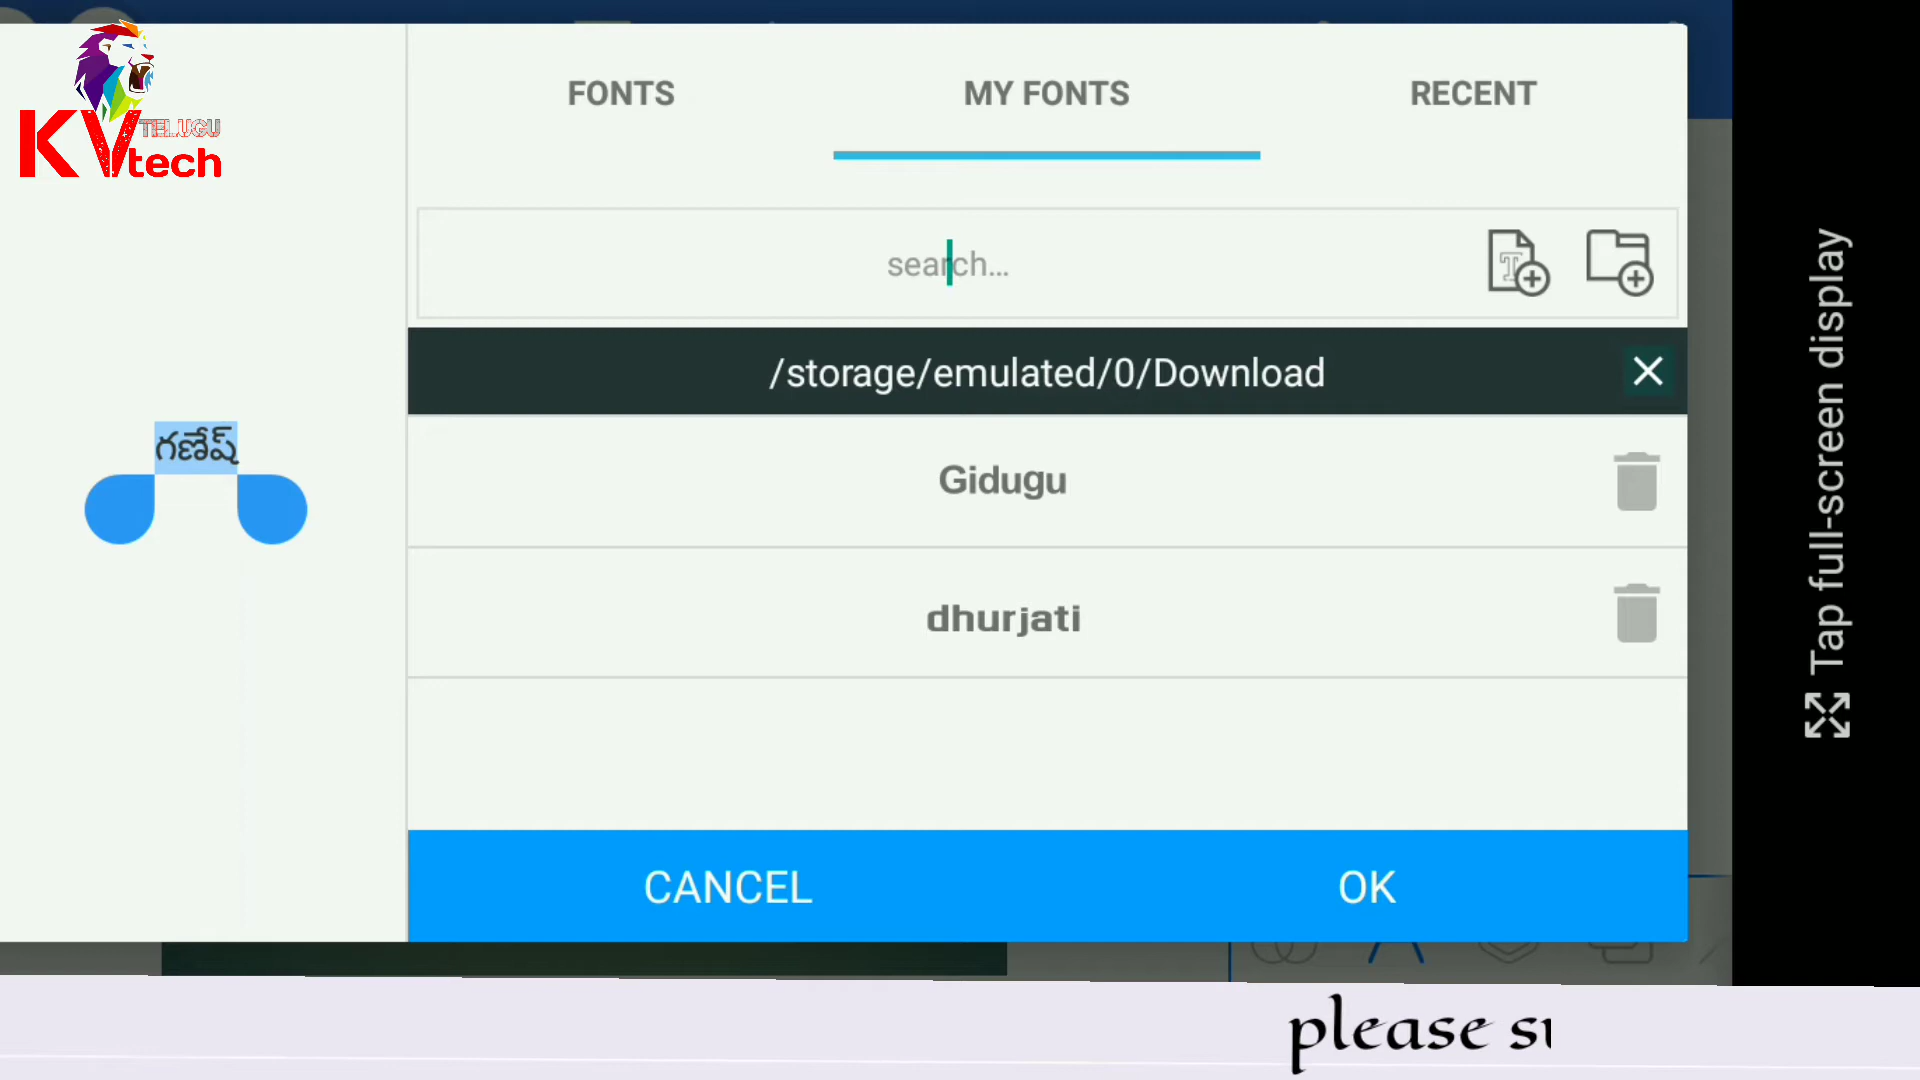 TELUGU
KV tech
FONTS
MY FONTS
RECENT
search...
/storage/emulated/0/Download
గణేష్
Gidugu
dhurjati
CANCEL
OK
Tap full-screen display
please su